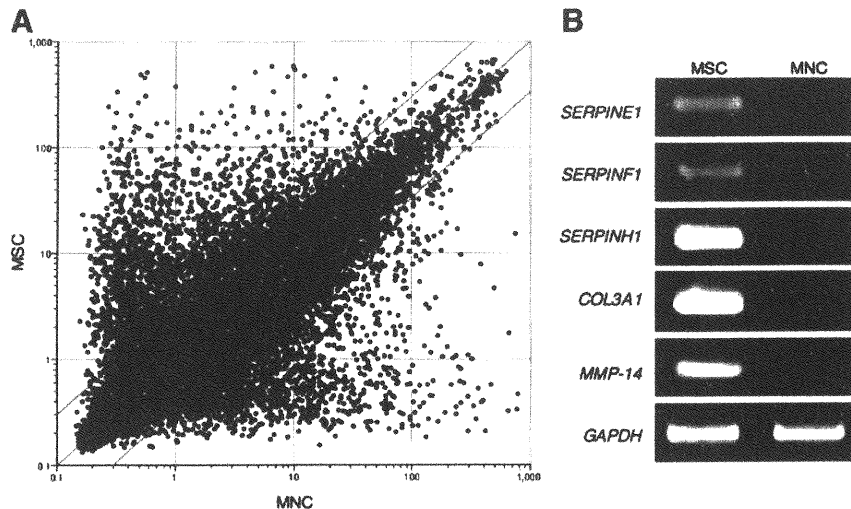 A
1,000
100
10
1
0.1
MSC
0.1 1 10 100 1,000
MNC
B
MSC MNC
SERPINE1
SERPINF1
SERPINH1
COL3A1
MMP-14
GAPDH